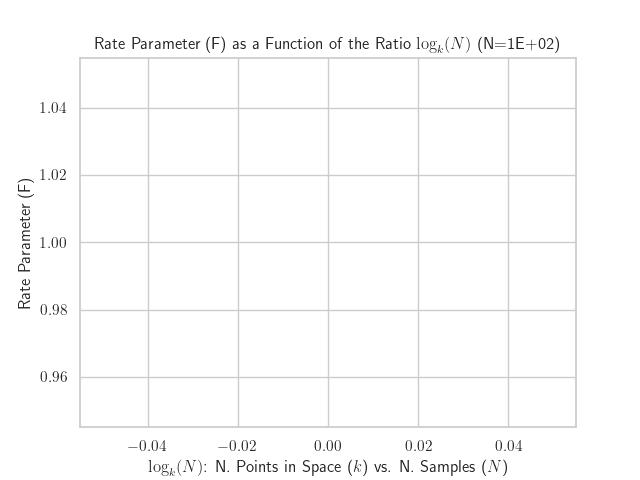 Rate Parameter (F) as a Function of the Ratio log_k(N) (N=1E+02)
Rate Parameter (F)
1.04
1.02
1.00
0.98
0.96
−0.04 −0.02 0.00 0.02 0.04
log_k(N): N. Points in Space (k) vs. N. Samples (N)